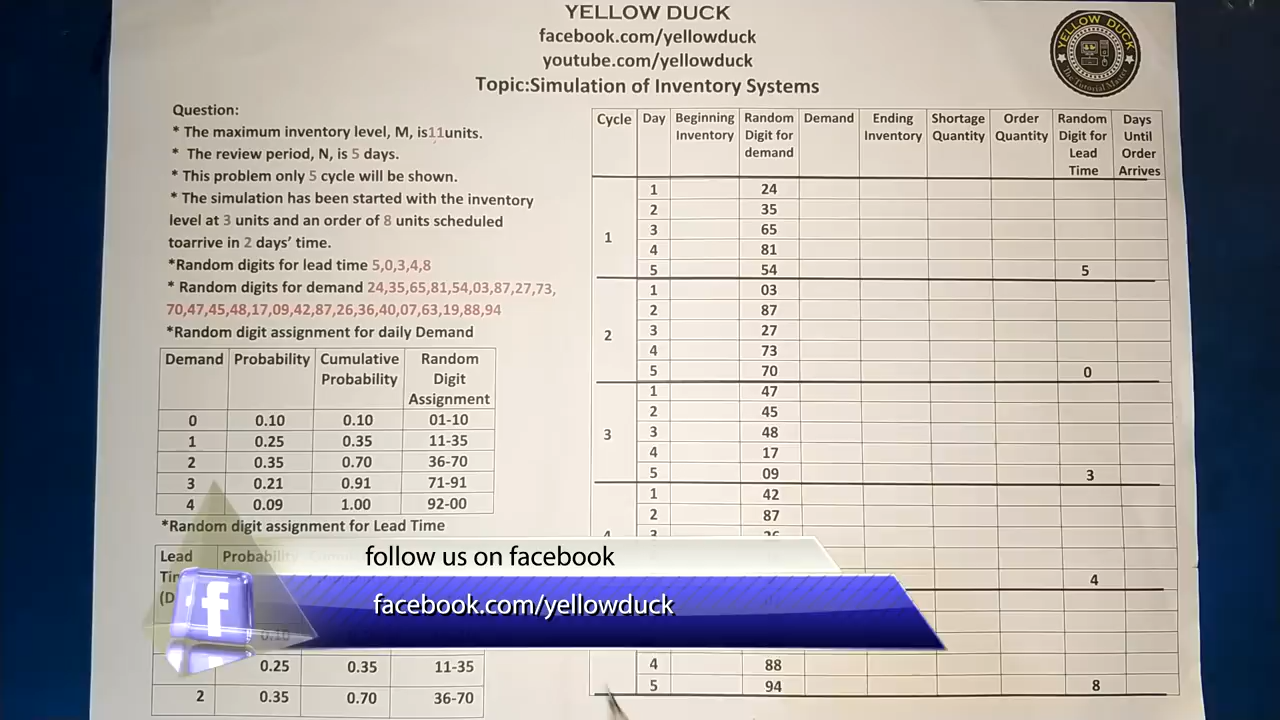 YELLOW DUCK
facebook.com/yellowduck
youtube.com/yellowduck
Topic:Simulation of Inventory Systems
YELLOW DUCK
The Tutorial Master
Question:
* The maximum inventory level, M, is11units.
* The review period, N, is 5 days.
* This problem only 5 cycle will be shown.
* The simulation has been started with the inventory
level at 3 units and an order of 8 units scheduled
toarrive in 2 days’ time.
*Random digits for lead time 5,0,3,4,8
* Random digits for demand 24,35,65,81,54,03,87,27,73,
70,47,45,48,17,09,42,87,26,36,40,07,63,19,88,94
*Random digit assignment for daily Demand
Demand Probability Cumulative Probability Random Digit Assignment
0 0.10 0.10 01-10
1 0.25 0.35 11-35
2 0.35 0.70 36-70
3 0.21 0.91 71-91
4 0.09 1.00 92-00
*Random digit assignment for Lead Time
Lead Probability
0.25 0.35 11-35
2 0.35 0.70 36-70
Cycle Day Beginning Inventory Random Digit for demand Demand Ending Inventory Shortage Quantity Order Quantity Random Digit for Lead Time Days Until Order Arrives
1 1 24
2 35
3 65
4 81
5 54 5
2 1 03
2 87
3 27
4 73
5 70 0
3 1 47
2 45
3 48
4 17
5 09 3
1 42
2 87
4
4 88
5 94 8
follow us on facebook
facebook.com/yellowduck
f